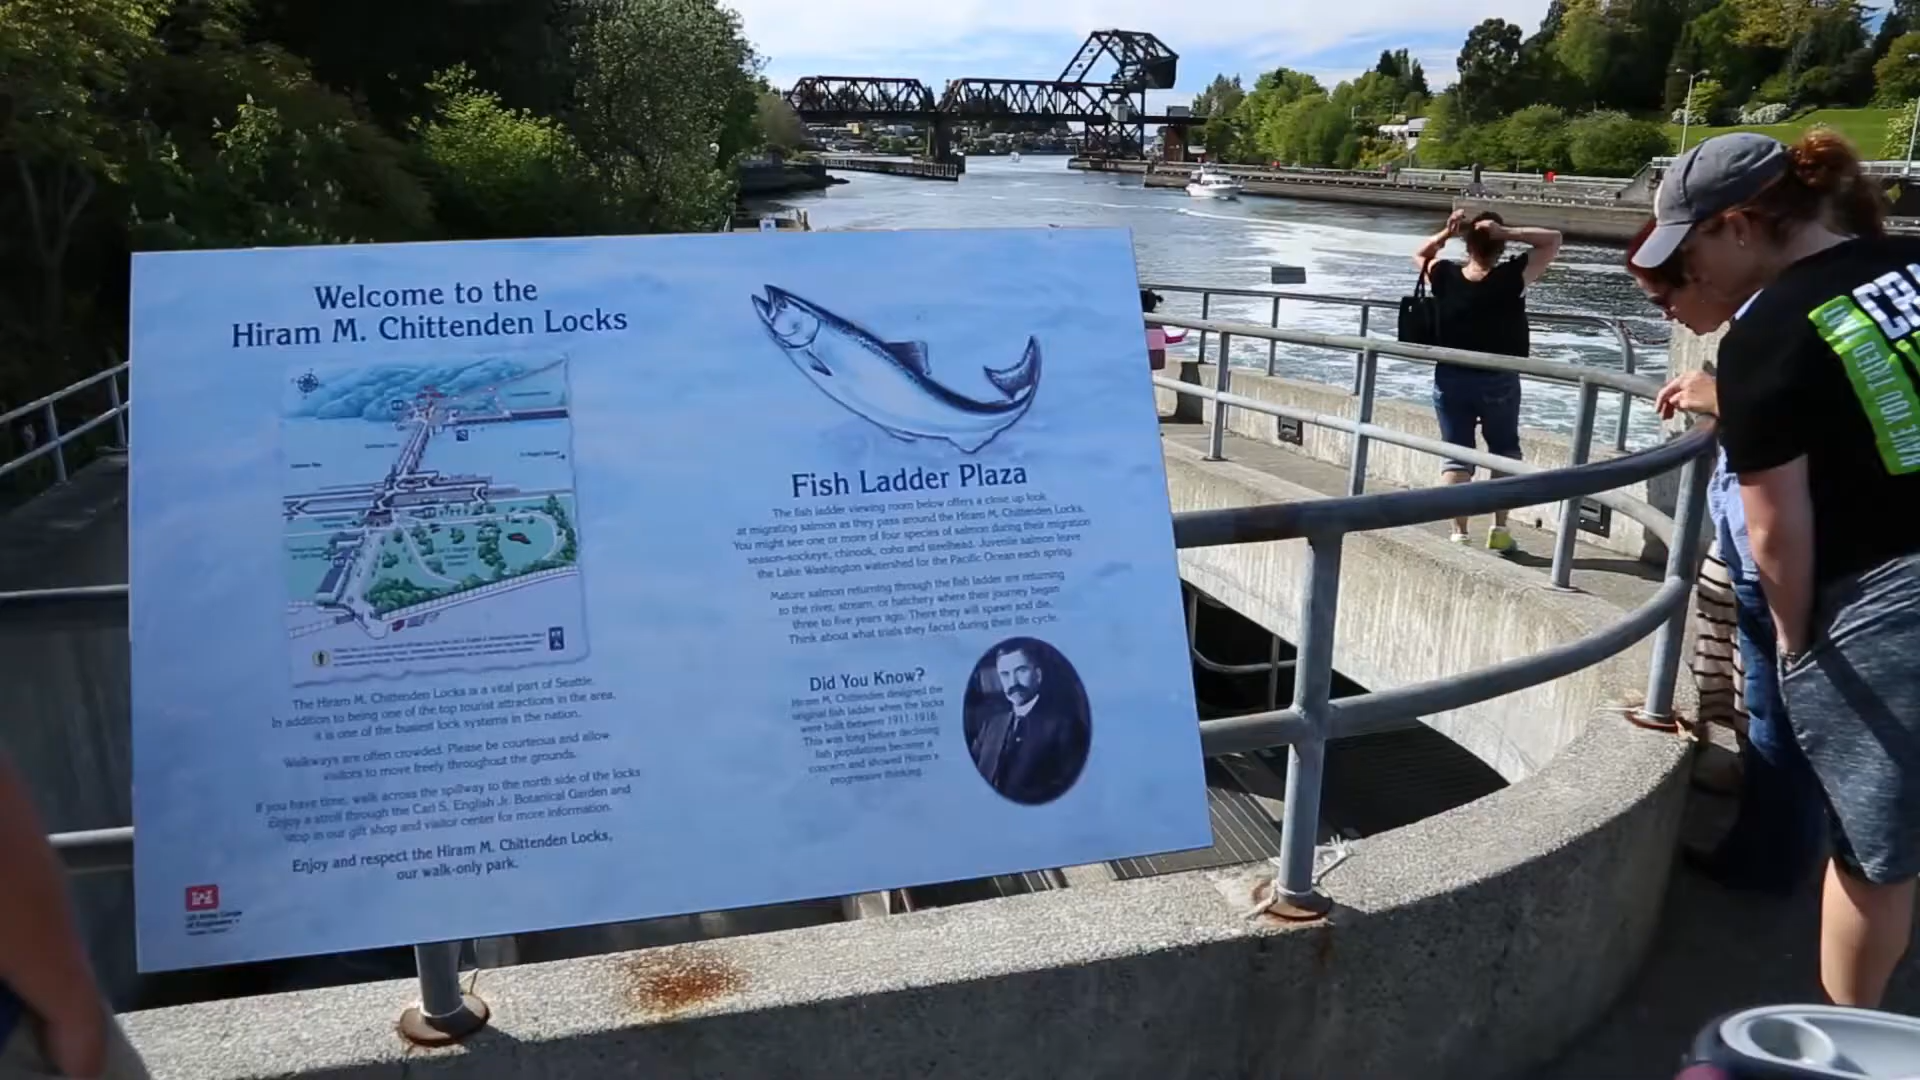 Welcome to the
Hiram M. Chittenden Locks
The Hiram M. Chittenden Locks is a vital part of Seattle.
In addition to being one of the top tourist attractions in the area,
it is one of the busiest lock systems in the nation.
Walkways are often crowded. Please be courteous and allow
visitors to move freely throughout the grounds.
If you have time, walk across the spillway to the north side of the locks
Enjoy a stroll through the Carl S. English Jr. Botanical Garden and
stop in our gift shop and visitor center for more information.
Enjoy and respect the Hiram M. Chittenden Locks,
our walk-only park.
US Army Corps
of Engineers
Fish Ladder Plaza
The fish ladder viewing room below offers a close up look
at migrating salmon as they pass around the Hiram M. Chittenden Locks.
You might see one or more of four species of salmon during their migration
season-sockeye, chinook, coho and steelhead. Juvenile salmon leave
the Lake Washington watershed for the Pacific Ocean each spring.
Mature salmon returning through the fish ladder are returning
to the river, stream, or hatchery where their journey began
three to five years ago. There they will spawn and die.
Think about what trials they faced during their life cycle.
Did You Know?
Hiram M. Chittenden designed the
original fish ladder when the locks
were built between 1911-1916.
This was long before declining
fish populations became a
concern and showed Hiram's
progressive thinking.
YOU TRIED